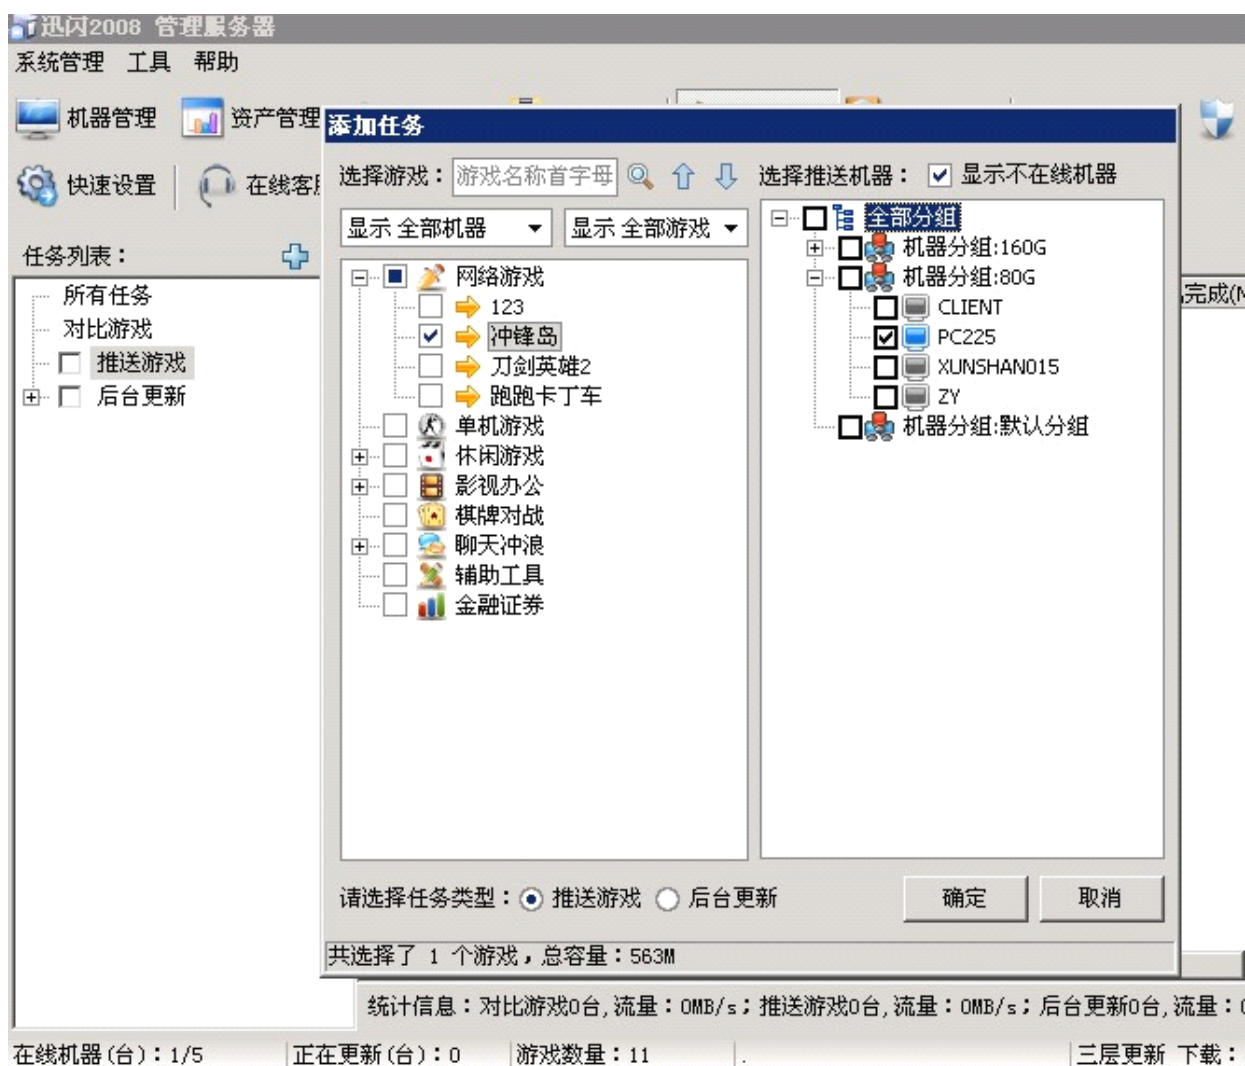 迅闪2008 管理服务器
系统管理 工具 帮助
机器管理 资产管理
快速设置 在线客
任务列表：
所有任务
对比游戏
推送游戏
后台更新
添加任务
选择游戏： 游戏名称首字母
显示 全部机器 显示 全部游戏
网络游戏
123
冲锋岛
刀剑英雄2
跑跑卡丁车
单机游戏
休闲游戏
影视办公
棋牌对战
聊天冲浪
辅助工具
金融证券
选择推送机器： 显示不在线机器
全部分组
机器分组:160G
机器分组:80G
CLIENT
PC225
XUNSHAN015
ZY
机器分组:默认分组
请选择任务类型： 推送游戏 后台更新
确定 取消
共选择了 1 个游戏，总容量：563M
完成(M
统计信息：对比游戏0台,流量：0MB/s；推送游戏0台,流量：0MB/s；后台更新0台,流量：
在线机器(台)：1/5 正在更新(台)：0 游戏数量：11 . 三层更新 下载：